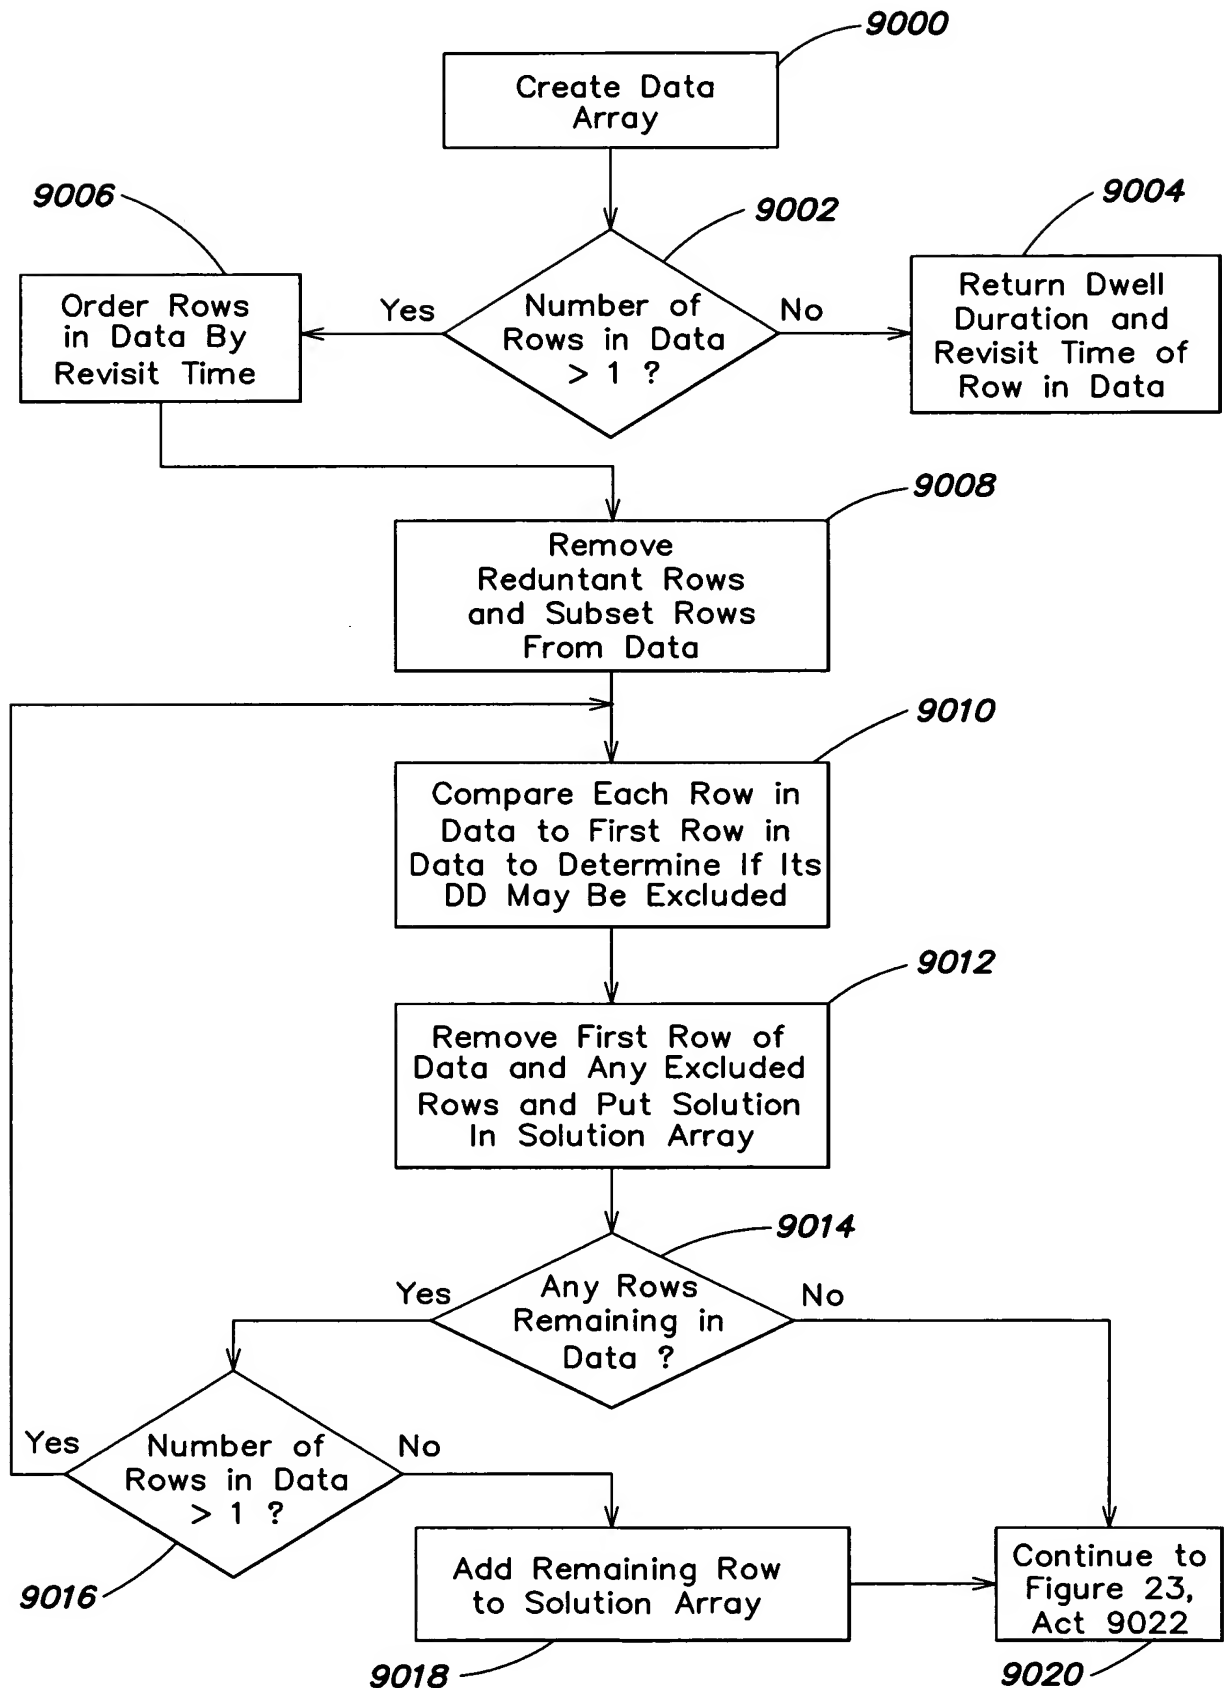 9000
Create Data
Array
9006
9002
9004
Order Rows
in Data By
Revisit Time
Yes
Number of
Rows in Data
> 1 ?
No
Return Dwell
Duration and
Revisit Time of
Row in Data
9008
Remove
Reduntant Rows
and Subset Rows
From Data
9010
Compare Each Row in
Data to First Row in
Data to Determine If Its
DD May Be Excluded
9012
Remove First Row of
Data and Any Excluded
Rows and Put Solution
In Solution Array
9014
Yes
Any Rows
Remaining in
Data ?
No
Yes
Number of
Rows in Data
> 1 ?
No
9016
Add Remaining Row
to Solution Array
9018
Continue to
Figure 23,
Act 9022
9020